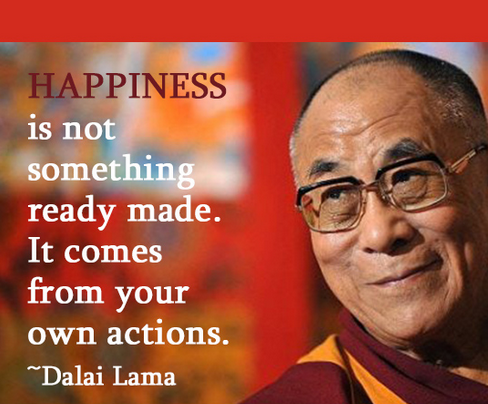 HAPPINESS
is not
something
ready made.
It comes
from your
own actions.
~Dalai Lama